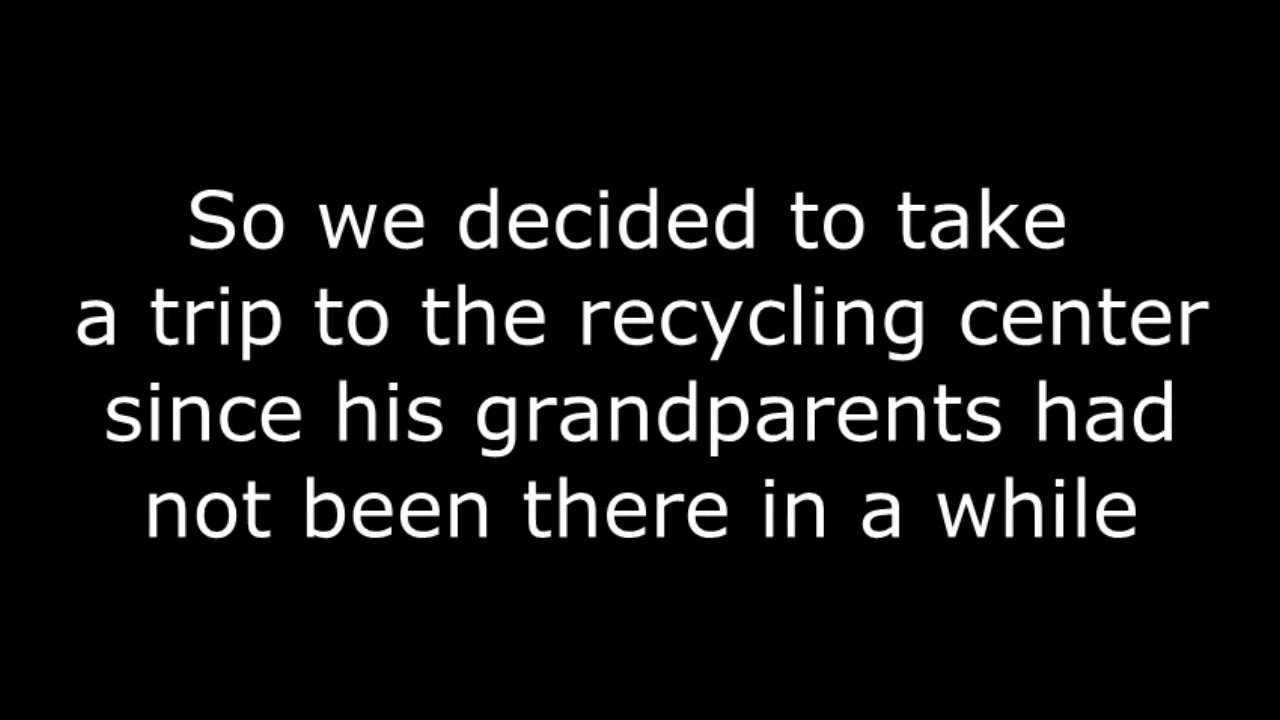 So we decided to take
a trip to the recycling center
since his grandparents had
not been there in a while